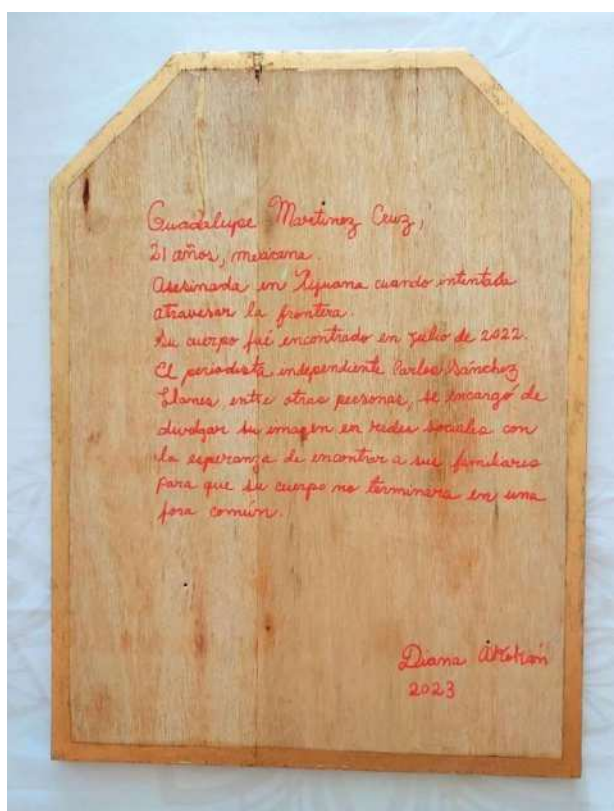 Guadalupe Martinez Cruz,
21 años, mexicana.
Asesinada en Tijuana cuando intentaba
atravesar la frontera.
Su cuerpo fué encontrado en julio de 2022.
El periodista independiente Carlos Sánchez
Llanes, entre otras personas, se encargó de
divulgar su imagen en redes sociales con
la esperanza de encontrar a sus familiares
para que su cuerpo no terminara en una
fosa común.
Diana
2023